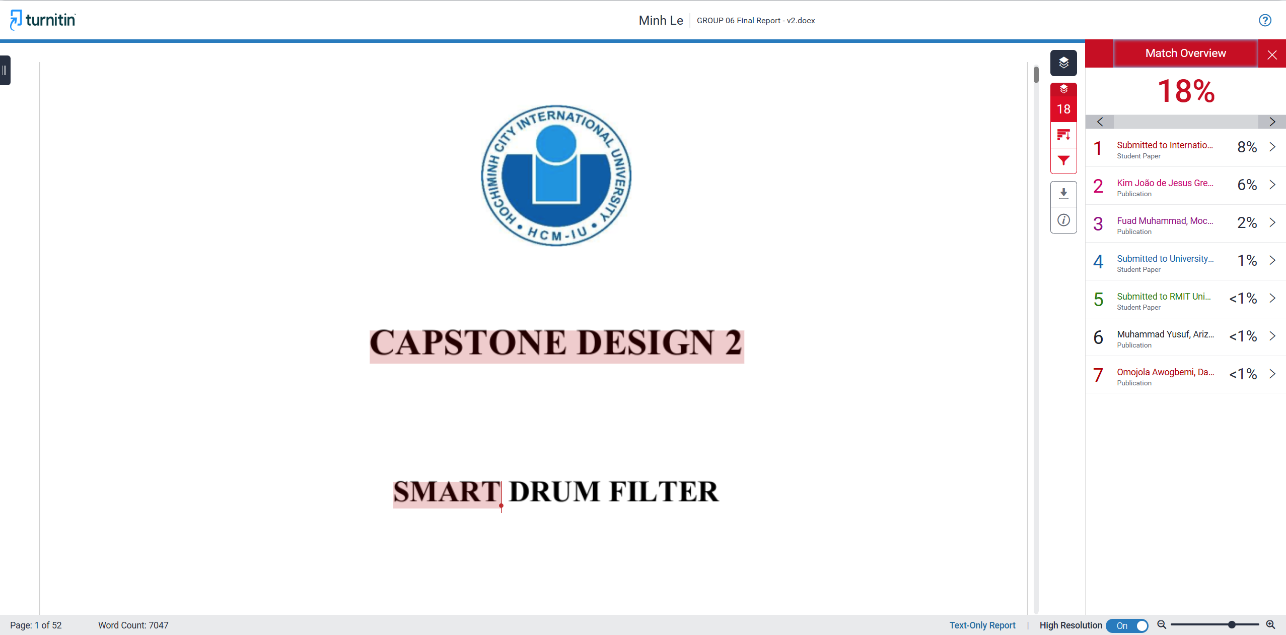 turnitin
Minh Le
GROUP 06 Final Report - v2.docx
Match Overview
18%
18
1 Submitted to Internatio... 8%
Student Paper
2 Kim João de Jesus Gre... 6%
Publication
3 Fuad Muhammad, Moc... 2%
Publication
4 Submitted to University... 1%
Student Paper
5 Submitted to RMIT Uni... <1%
Student Paper
6 Muhammad Yusuf, Ariz... <1%
Publication
7 Omojola Awogbemi, Da... <1%
Publication
HOCHIMINH CITY INTERNATIONAL UNIVERSITY
HCM-IU
CAPSTONE DESIGN 2
SMART DRUM FILTER
Page: 1 of 52
Word Count: 7047
Text-Only Report
High Resolution
On